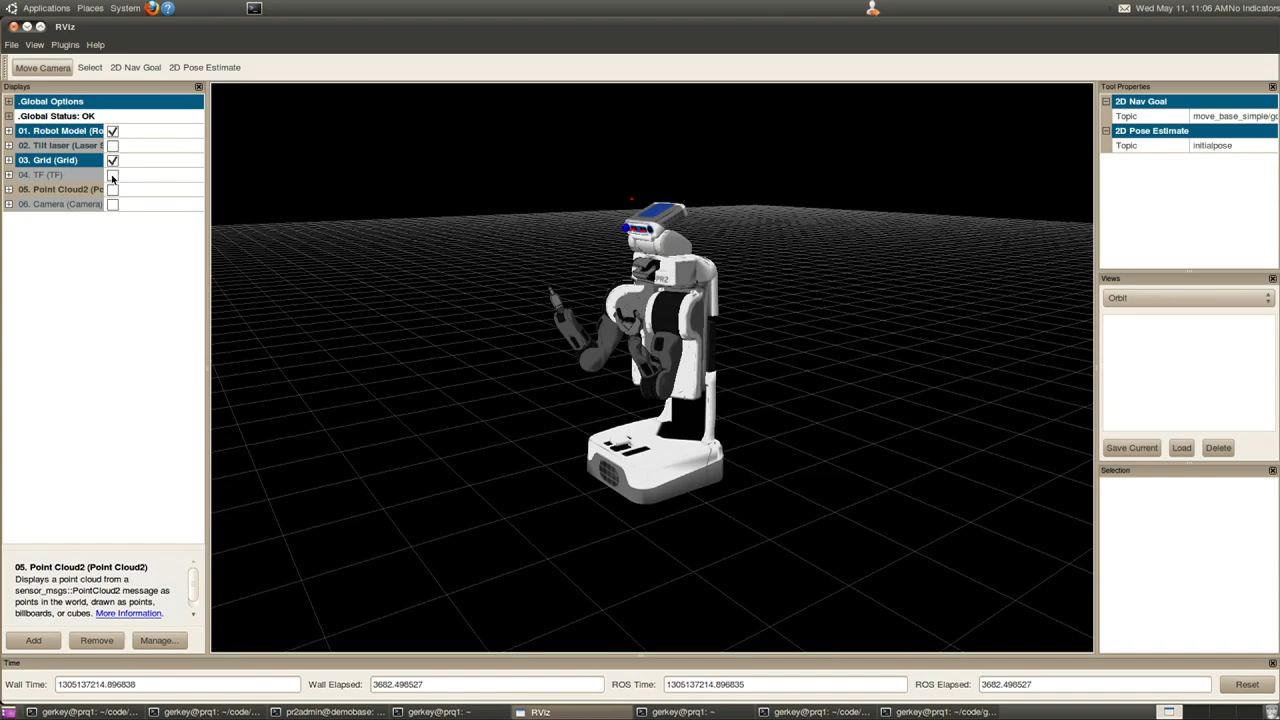 Applications Places System Wed May 11, 11:06 AM No Indicators
RViz
File View Plugins Help
Move Camera Select 2D Nav Goal 2D Pose Estimate
Displays
.Global Options
.Global Status: OK
01. Robot Model (Ro
02. Tilt laser (Laser S
03. Grid (Grid)
04. TF (TF)
05. Point Cloud2 (Po
06. Camera (Camera)
05. Point Cloud2 (Point Cloud2)
Displays a point cloud from a
sensor_msgs::PointCloud2 message as
points in the world, drawn as points,
billboards, or cubes. More Information.
Add Remove Manage...
PR2
Tool Properties
2D Nav Goal
Topic move_base_simple/go
2D Pose Estimate
Topic initialpose
Views
Orbit
Save Current Load Delete
Selection
Time
Wall Time: 1305137214.896838 Wall Elapsed: 3682.498527 ROS Time: 1305137214.896835 ROS Elapsed: 3682.498527 Reset
gerkey@prq1: ~/code/... gerkey@prq1: ~/code/... pr2admin@demobase: ... gerkey@prq1: ~ RViz gerkey@prq1: ~ gerkey@prq1: ~/code/... gerkey@prq1: ~/code/g...